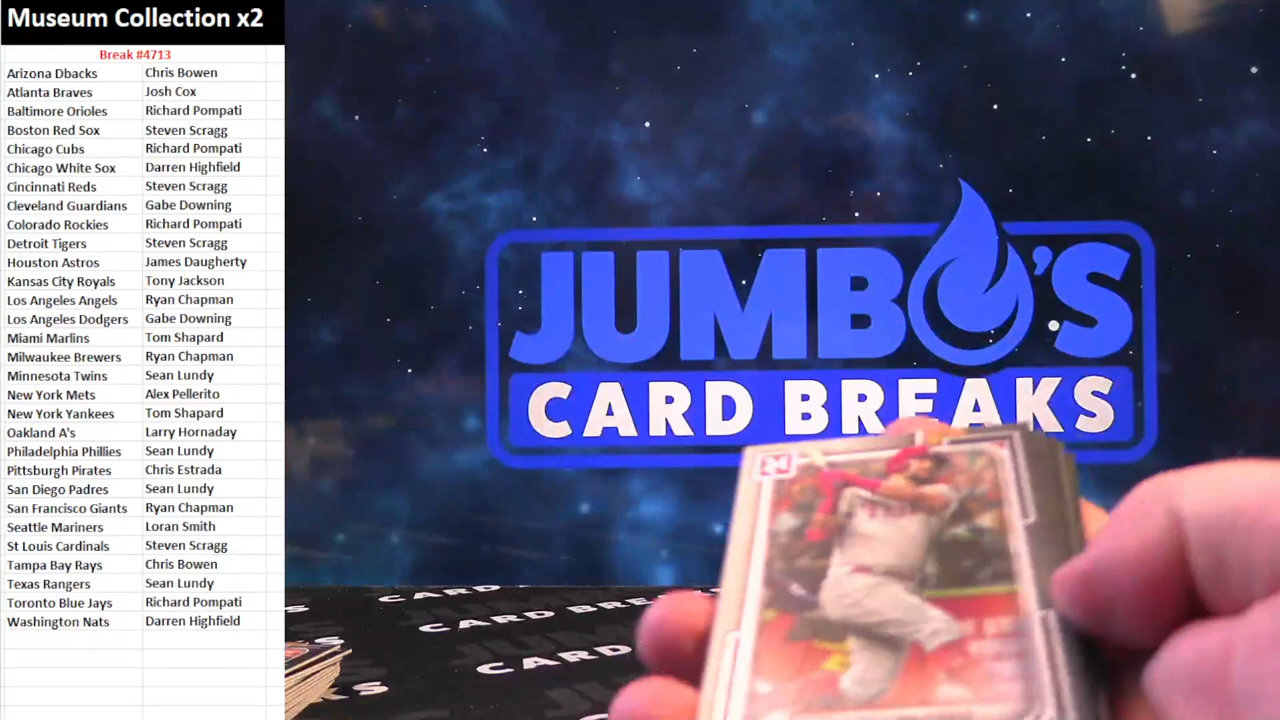 Museum Collection x2
Break #4713
Arizona Dbacks Chris Bowen
Atlanta Braves Josh Cox
Baltimore Orioles Richard Pompati
Boston Red Sox Steven Scragg
Chicago Cubs Richard Pompati
Chicago White Sox Darren Highfield
Cincinnati Reds Steven Scragg
Cleveland Guardians Gabe Downing
Colorado Rockies Richard Pompati
Detroit Tigers Steven Scragg
Houston Astros James Daugherty
Kansas City Royals Tony Jackson
Los Angeles Angels Ryan Chapman
Los Angeles Dodgers Gabe Downing
Miami Marlins Tom Shapard
Milwaukee Brewers Ryan Chapman
Minnesota Twins Sean Lundy
New York Mets Alex Pellerito
New York Yankees Tom Shapard
Oakland A's Larry Hornaday
Philadelphia Phillies Sean Lundy
Pittsburgh Pirates Chris Estrada
San Diego Padres Sean Lundy
San Francisco Giants Ryan Chapman
Seattle Mariners Loran Smith
St Louis Cardinals Steven Scragg
Tampa Bay Rays Chris Bowen
Texas Rangers Sean Lundy
Toronto Blue Jays Richard Pompati
Washington Nats Darren Highfield
JUMBO'S
CARD BREAKS
CARD BREAKS
CARD BREAKS
CARD